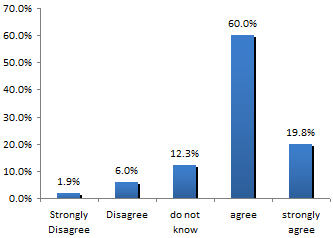 70.0%
60.0%
50.0%
40.0%
30.0%
20.0%
10.0%
0.0%
1.9%
6.0%
12.3%
60.0%
19.8%
Strongly
Disagree
Disagree
do not
know
agree
strongly
agree